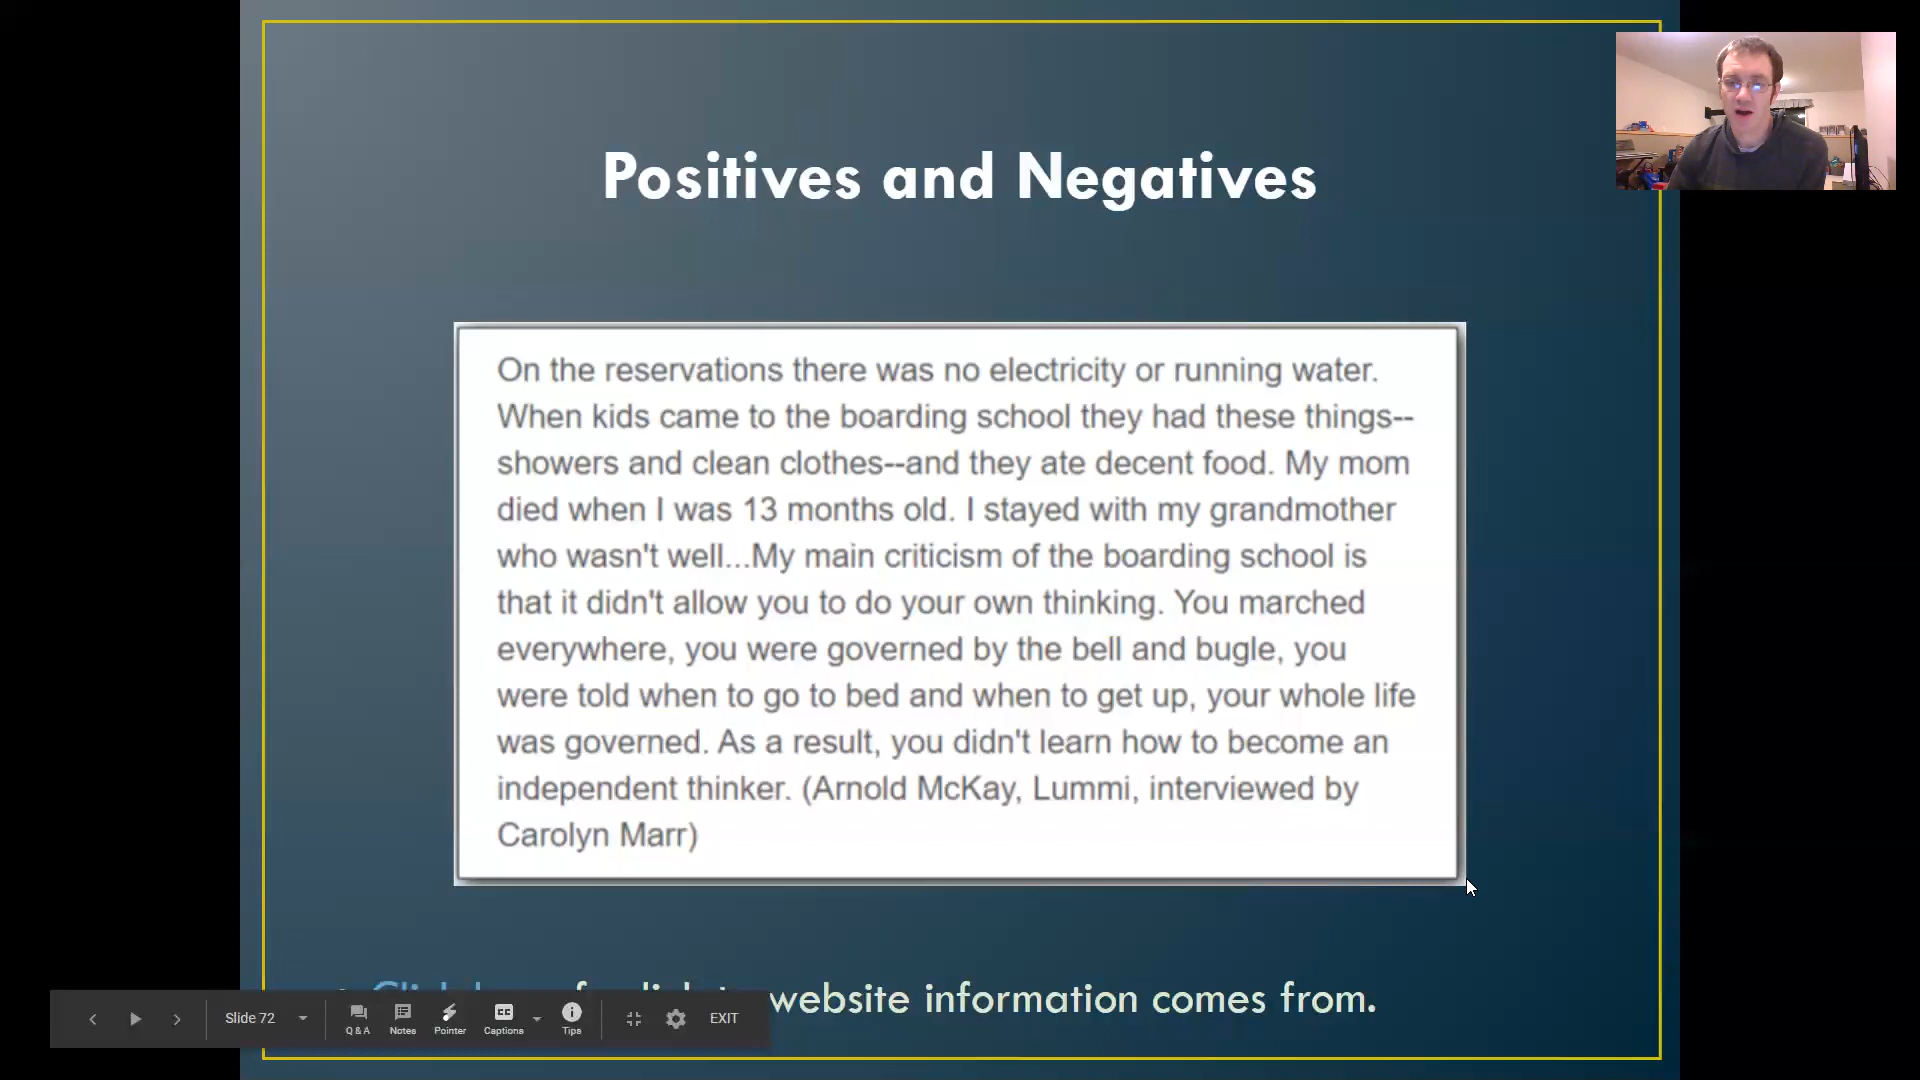 Positives and Negatives
On the reservations there was no electricity or running water.
When kids came to the boarding school they had these things--
showers and clean clothes--and they ate decent food. My mom
died when I was 13 months old. I stayed with my grandmother
who wasn't well...My main criticism of the boarding school is
that it didn't allow you to do your own thinking. You marched
everywhere, you were governed by the bell and bugle, you
were told when to go to bed and when to get up, your whole life
was governed. As a result, you didn't learn how to become an
independent thinker. (Arnold McKay, Lummi, interviewed by
Carolyn Marr)
website information comes from.
Slide 72
Q & A
Notes
Pointer
CC
Captions
Tips
EXIT